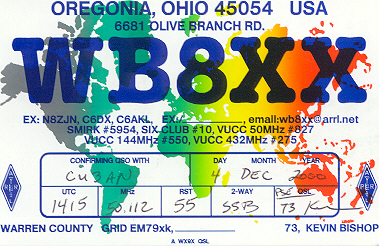 OREGONIA, OHIO 45054 USA
6681 OLIVE BRANCH RD.
WB8XX
EX: N8ZJN, C6DX, C6AKL, EX: email:wb8xx@arrl.net
SMIRK #5954, SIX CLUB #10, VUCC 50MHz #827
VUCC 144MHz #550, VUCC 432MHz #275
CONFIRMING QSO WITH DAY MONTH YEAR
CUBAN 4 DEC 2000
UTC MHz RST 2-WAY PSE QSL
1415 50.112 55 SSB 73 K
WARREN COUNTY GRID EM79xk, 73, KEVIN BISHOP
A WX9X QSL